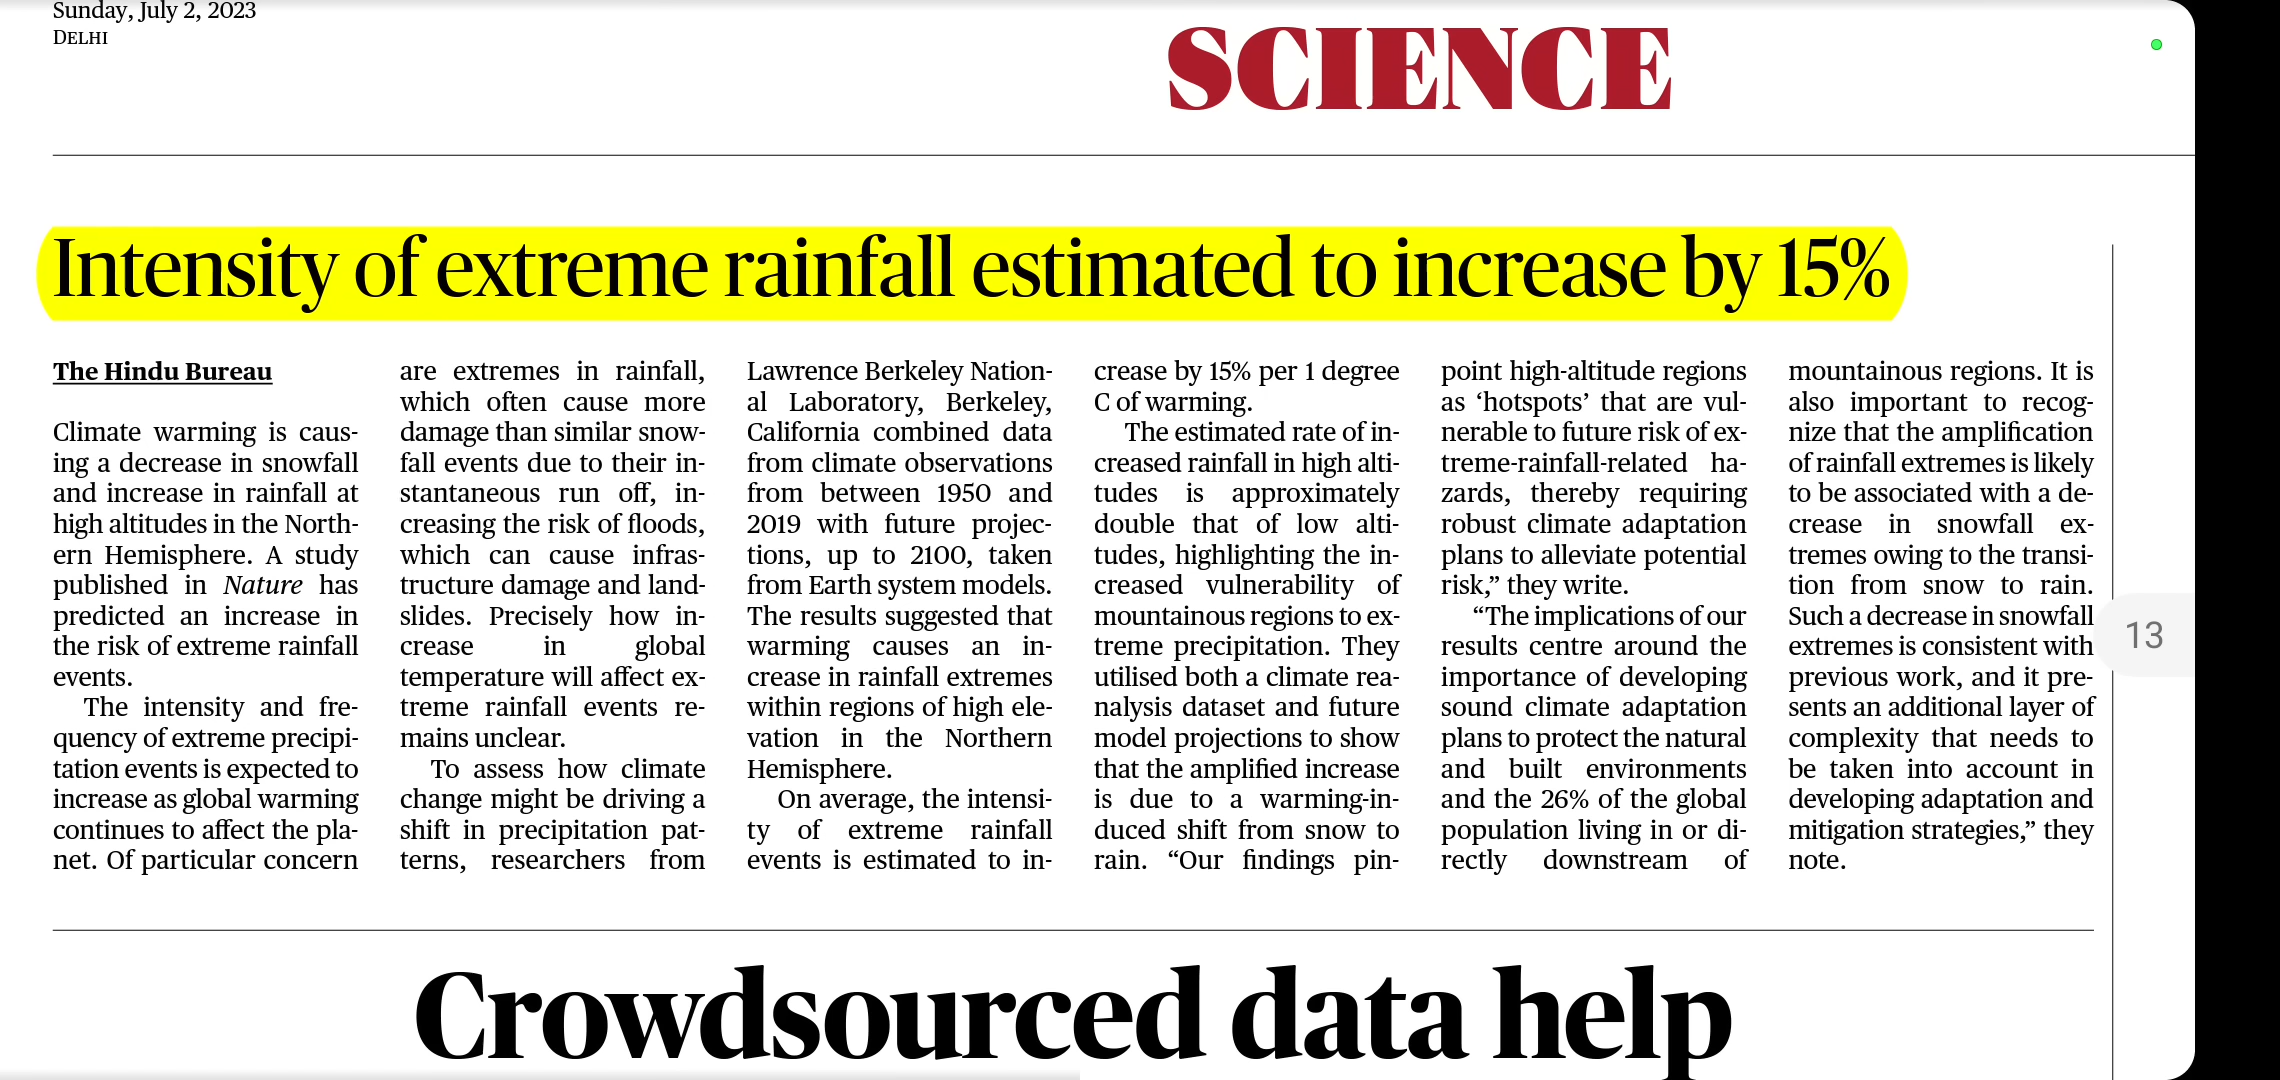 Sunday, July 2, 2023
DELHI
SCIENCE
Intensity of extreme rainfall estimated to increase by 15%
The Hindu Bureau
Climate warming is caus-
ing a decrease in snowfall
and increase in rainfall at
high altitudes in the North-
ern Hemisphere. A study
published in Nature has
predicted an increase in
the risk of extreme rainfall
events.
The intensity and fre-
quency of extreme precipi-
tation events is expected to
increase as global warming
continues to affect the pla-
net. Of particular concern
are extremes in rainfall,
which often cause more
damage than similar snow-
fall events due to their in-
stantaneous run off, in-
creasing the risk of floods,
which can cause infras-
tructure damage and land-
slides. Precisely how in-
crease in global
temperature will affect ex-
treme rainfall events re-
mains unclear.
To assess how climate
change might be driving a
shift in precipitation pat-
terns, researchers from
Lawrence Berkeley Nation-
al Laboratory, Berkeley,
California combined data
from climate observations
from between 1950 and
2019 with future projec-
tions, up to 2100, taken
from Earth system models.
The results suggested that
warming causes an in-
crease in rainfall extremes
within regions of high ele-
vation in the Northern
Hemisphere.
On average, the intensi-
ty of extreme rainfall
events is estimated to in-
crease by 15% per 1 degree
C of warming.
The estimated rate of in-
creased rainfall in high alti-
tudes is approximately
double that of low alti-
tudes, highlighting the in-
creased vulnerability of
mountainous regions to ex-
treme precipitation. They
utilised both a climate rea-
nalysis dataset and future
model projections to show
that the amplified increase
is due to a warming-in-
duced shift from snow to
rain. “Our findings pin-
point high-altitude regions
as ‘hotspots’ that are vul-
nerable to future risk of ex-
treme-rainfall-related ha-
zards, thereby requiring
robust climate adaptation
plans to alleviate potential
risk,” they write.
“The implications of our
results centre around the
importance of developing
sound climate adaptation
plans to protect the natural
and built environments
and the 26% of the global
population living in or di-
rectly downstream of
mountainous regions. It is
also important to recog-
nize that the amplification
of rainfall extremes is likely
to be associated with a de-
crease in snowfall ex-
tremes owing to the transi-
tion from snow to rain.
Such a decrease in snowfall
extremes is consistent with
previous work, and it pre-
sents an additional layer of
complexity that needs to
be taken into account in
developing adaptation and
mitigation strategies,” they
note.
13
Crowdsourced data help